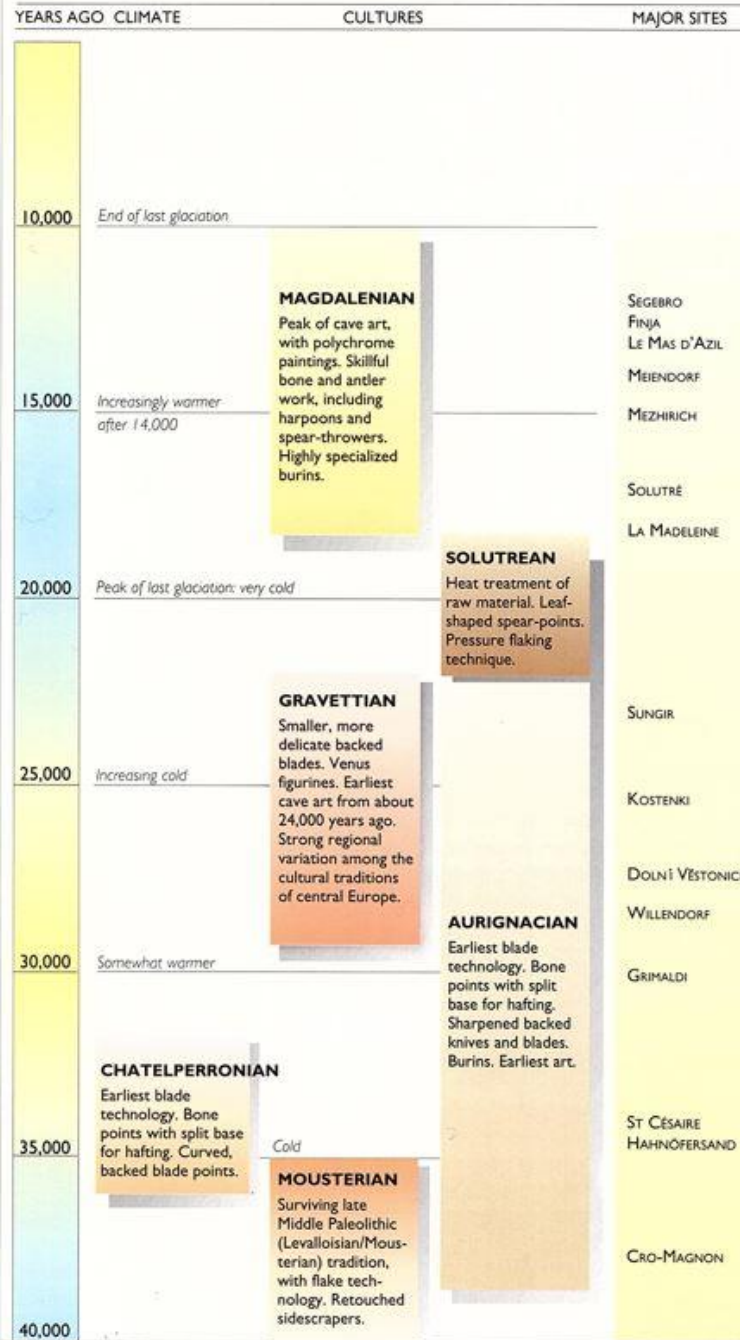 YEARS AGO CLIMATE CULTURES MAJOR SITES
10,000 End of last glaciation
MAGDALENIAN
Peak of cave art,
with polychrome
paintings. Skillful
bone and antler
work, including
harpoons and
spear-throwers.
Highly specialized
burins.
SEGEBRO
FINJA
LE MAS D'AZIL
MEIENDORF
15,000 Increasingly warmer
after 14,000
MEZHIRICH
SOLUTRÉ
LA MADELEINE
SOLUTREAN
Heat treatment of
raw material. Leaf-
shaped spear-points.
Pressure flaking
technique.
20,000 Peak of last glaciation: very cold
GRAVETTIAN
Smaller, more
delicate backed
blades. Venus
figurines. Earliest
cave art from about
24,000 years ago.
Strong regional
variation among the
cultural traditions
of central Europe.
SUNGIR
25,000 Increasing cold
KOSTENKI
DOLNÍ VĚSTONIC
WILLENDORF
AURIGNACIAN
Earliest blade
technology. Bone
points with split
base for hafting.
Sharpened backed
knives and blades.
Burins. Earliest art.
30,000 Somewhat warmer
GRIMALDI
CHATELPERRONIAN
Earliest blade
technology. Bone
points with split base
for hafting. Curved,
backed blade points.
ST CÉSAIRE
HAHNÖFERSAND
35,000 Cold
MOUSTERIAN
Surviving late
Middle Paleolithic
(Levalloisian/Mous-
terian) tradition,
with flake tech-
nology. Retouched
sidescrapers.
CRO-MAGNON
40,000